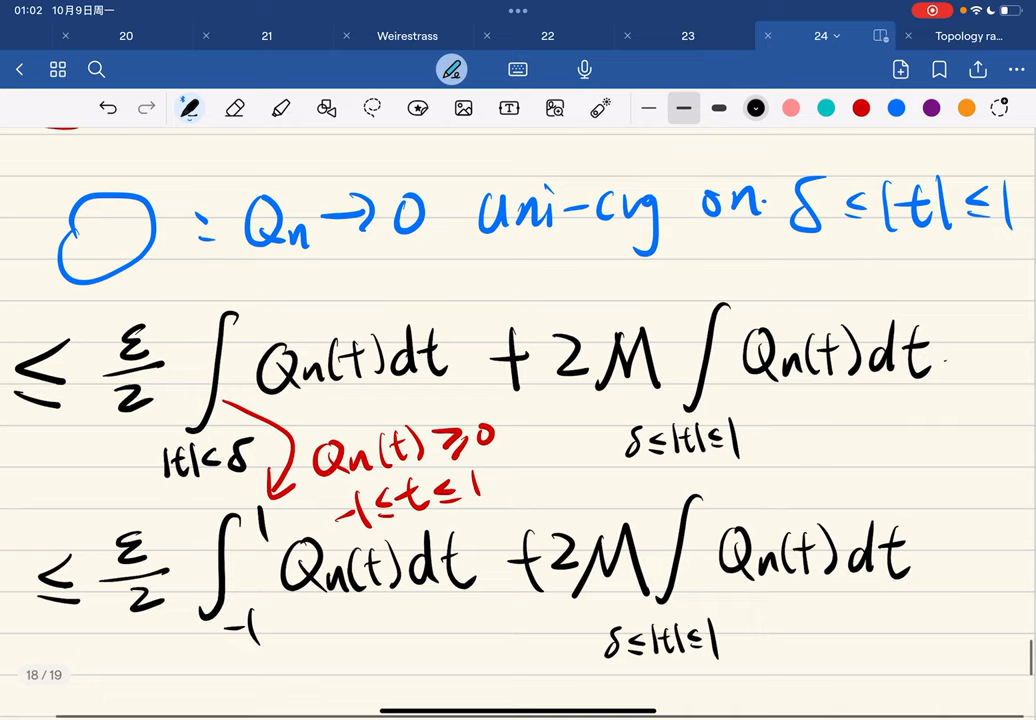 01:02 10月9日周一
20 21 Weirestrass 22 23 24 Topology ra...
T
: Qn → 0 uni-cvg on. δ ≤ |t| ≤ 1
≤ ε/2 ∫|t|<δ Qn(t)dt + 2M ∫δ≤|t|≤1 Qn(t)dt.
Qn(t) ≥ 0
-1 ≤ t ≤ 1
≤ ε/2 ∫-1^1 Qn(t)dt + 2M ∫δ≤|t|≤1 Qn(t)dt
18 / 19